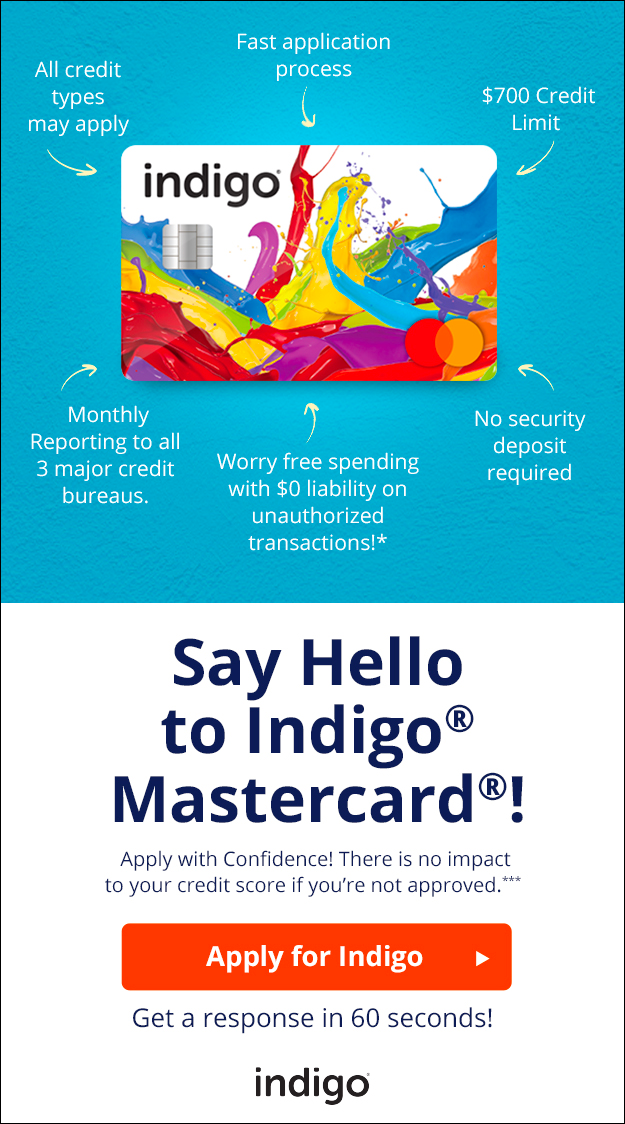 Fast application
process
All credit
types
may apply
$700 Credit
Limit
indigo®
Monthly
Reporting to all
3 major credit
bureaus.
Worry free spending
with $0 liability on
unauthorized
transactions!*
No security
deposit
required
Say Hello
to Indigo®
Mastercard®!
Apply with Confidence! There is no impact
to your credit score if you’re not approved.***
Apply for Indigo
Get a response in 60 seconds!
indigo®